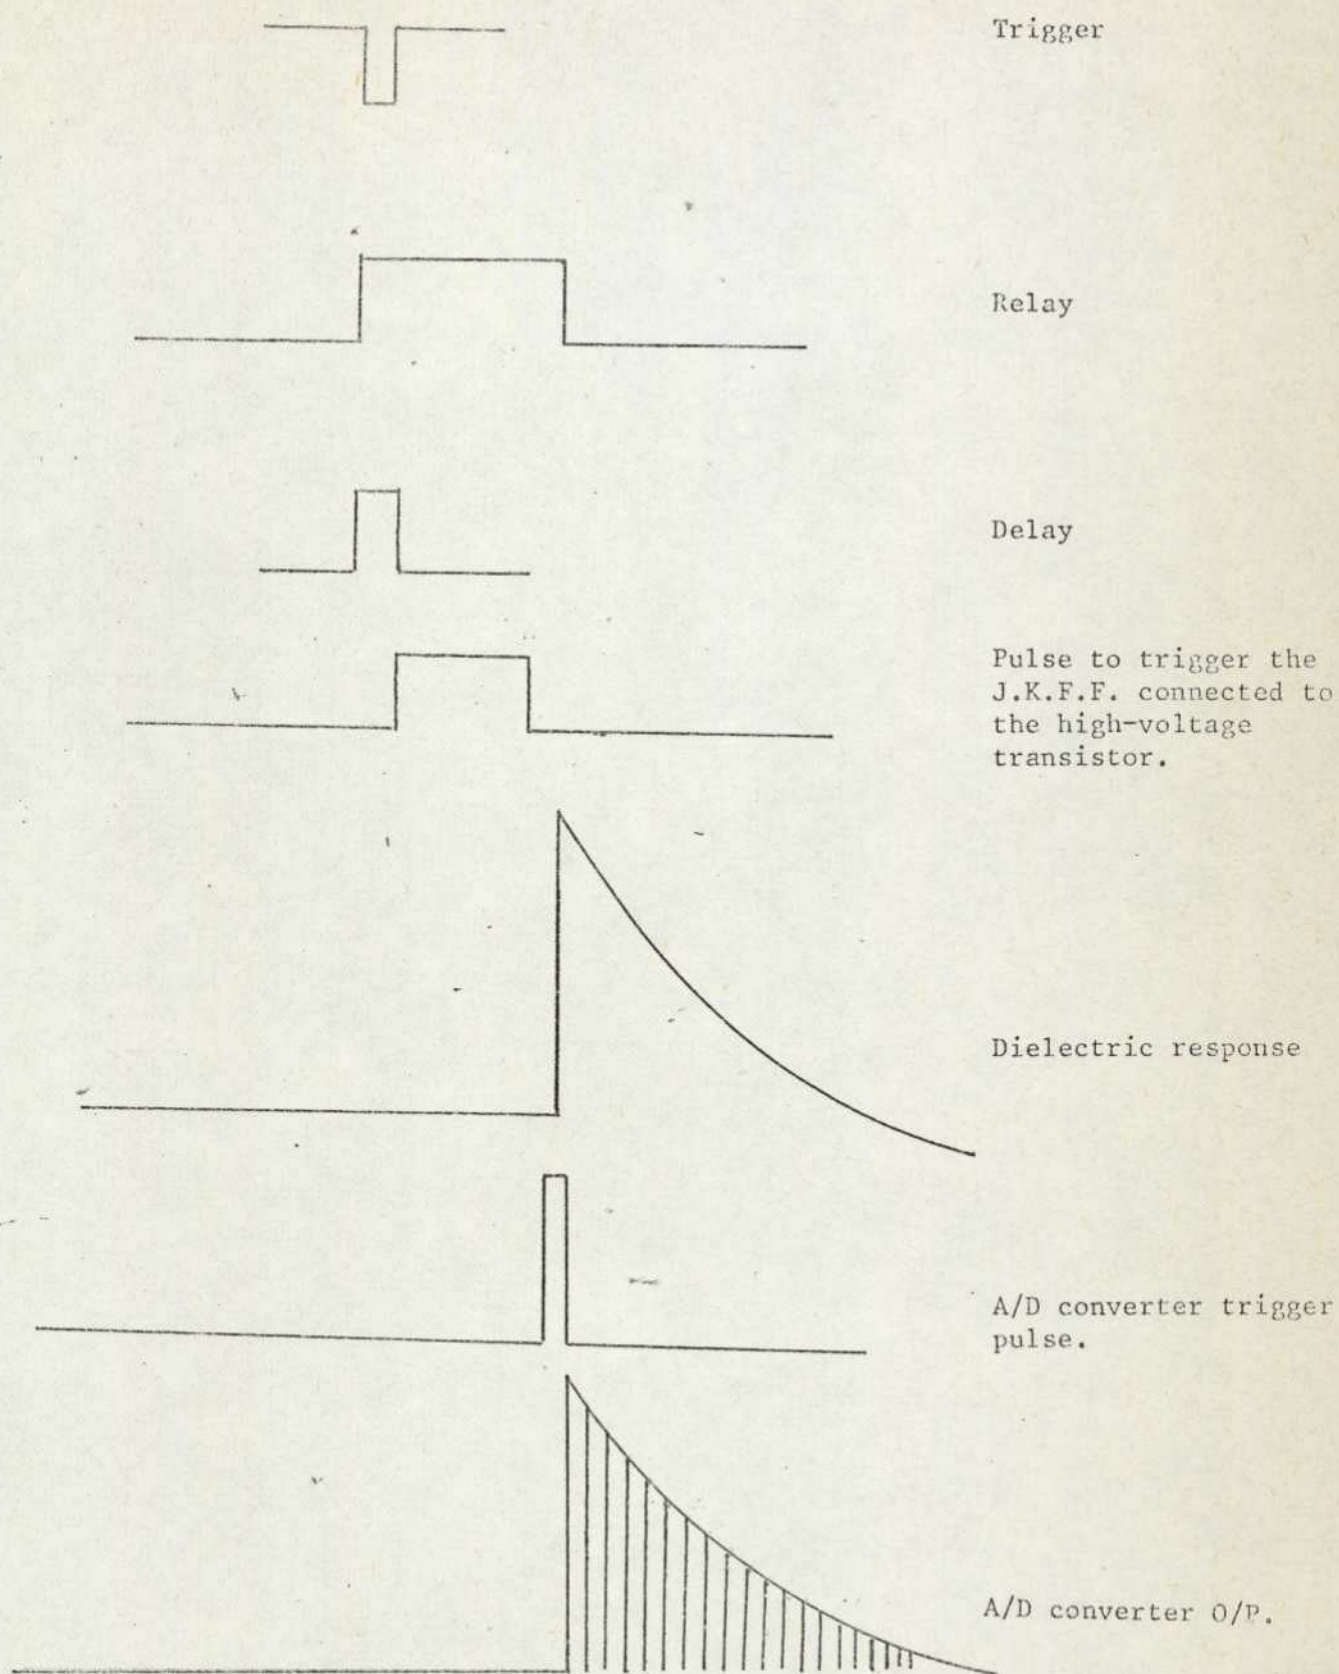 Trigger
Relay
Delay
Pulse to trigger the
J.K.F.F. connected to
the high-voltage
transistor.
Dielectric response
A/D converter trigger
pulse.
A/D converter O/P.